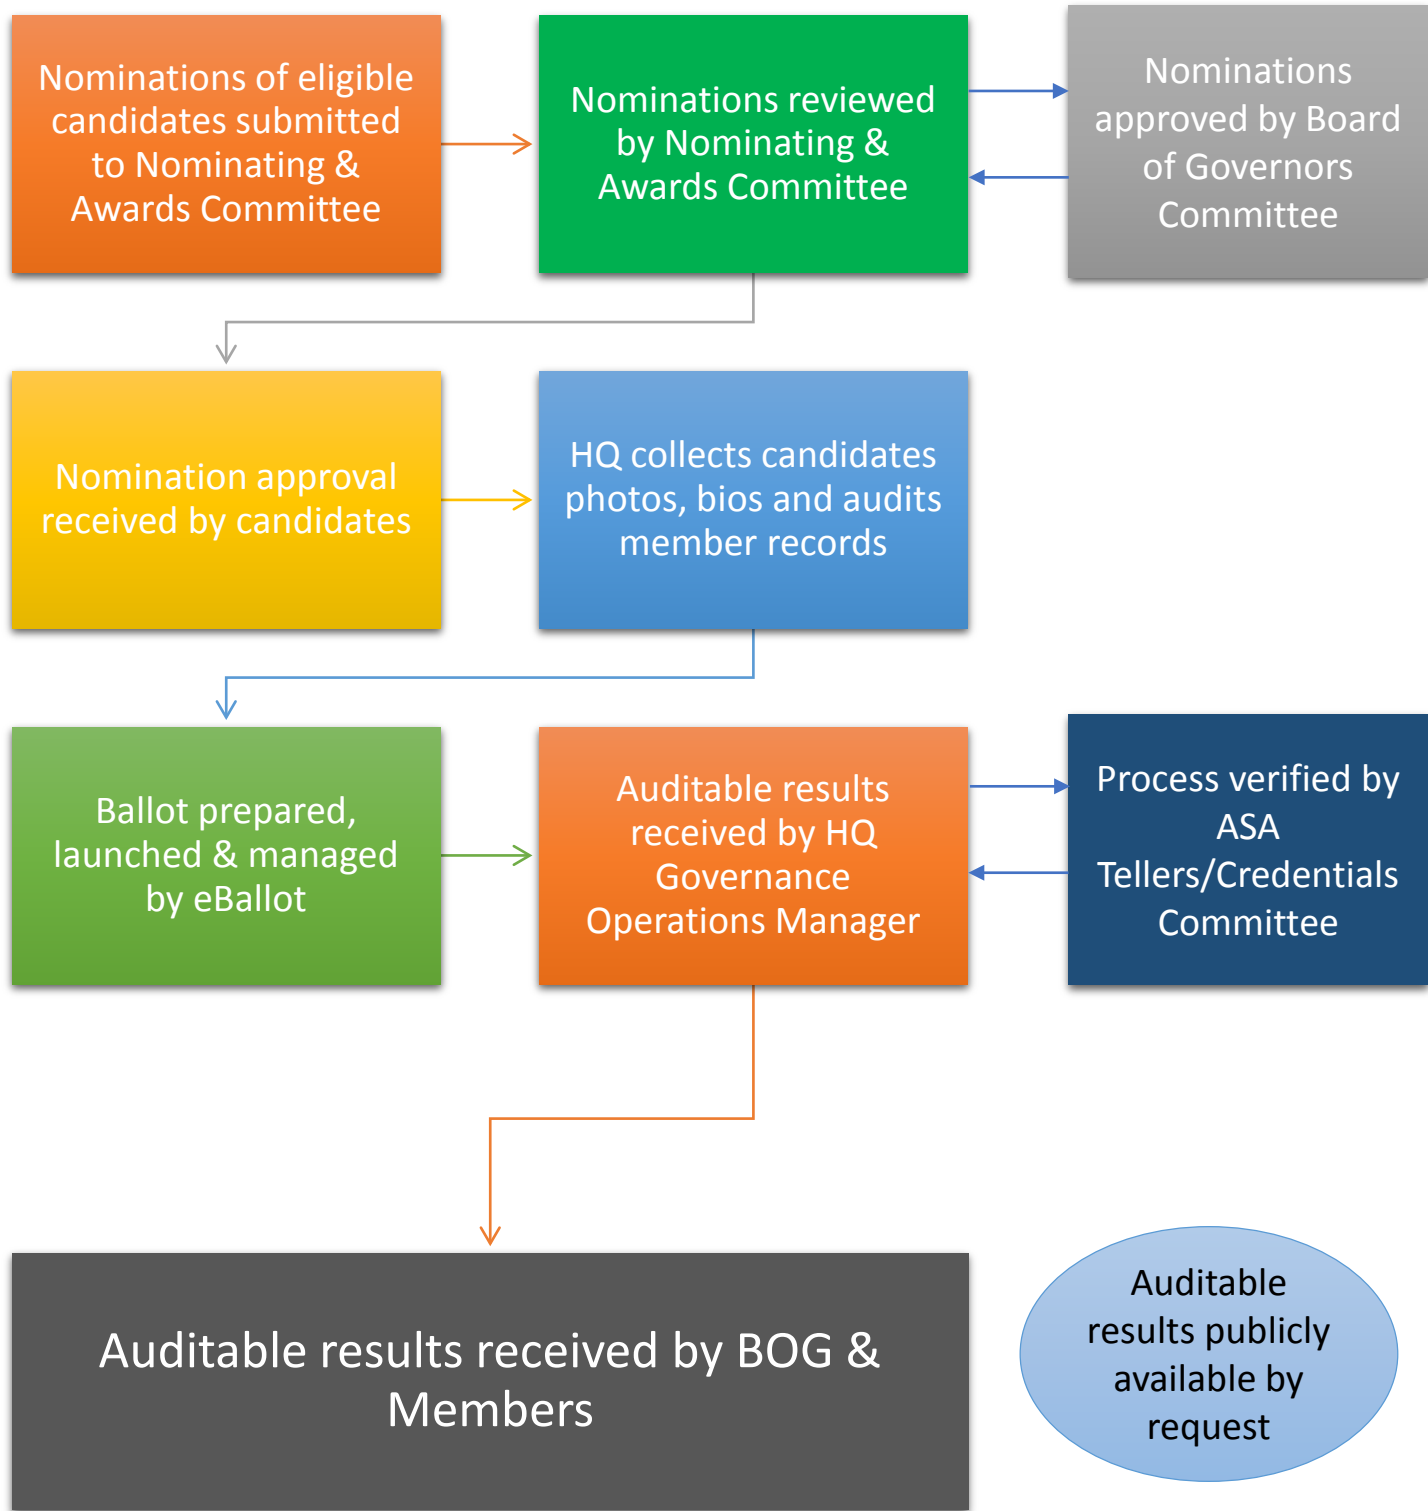 Nominations of eligible
candidates submitted
to Nominating &
Awards Committee
Nominations reviewed
by Nominating &
Awards Committee
Nominations
approved by Board
of Governors
Committee
Nomination approval
received by candidates
HQ collects candidates
photos, bios and audits
member records
Ballot prepared,
launched & managed
by eBallot
Auditable results
received by HQ
Governance
Operations Manager
Process verified by
ASA
Tellers/Credentials
Committee
Auditable results received by BOG &
Members
Auditable
results publicly
available by
request